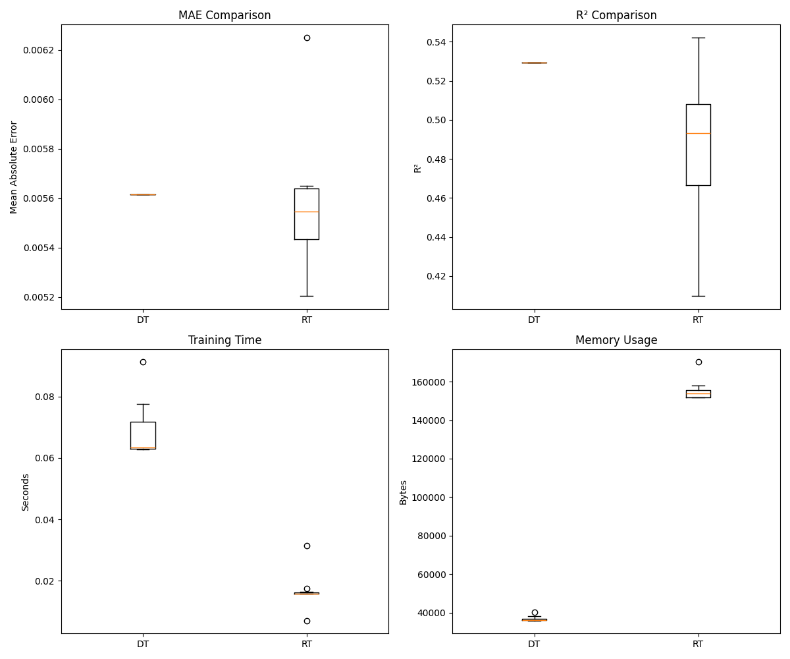 MAE Comparison
Mean Absolute Error
0.0062
0.0060
0.0058
0.0056
0.0054
0.0052
DT
RT
R² Comparison
R²
0.54
0.52
0.50
0.48
0.46
0.44
0.42
DT
RT
Training Time
Seconds
0.08
0.06
0.04
0.02
DT
RT
Memory Usage
Bytes
160000
140000
120000
100000
80000
60000
40000
DT
RT